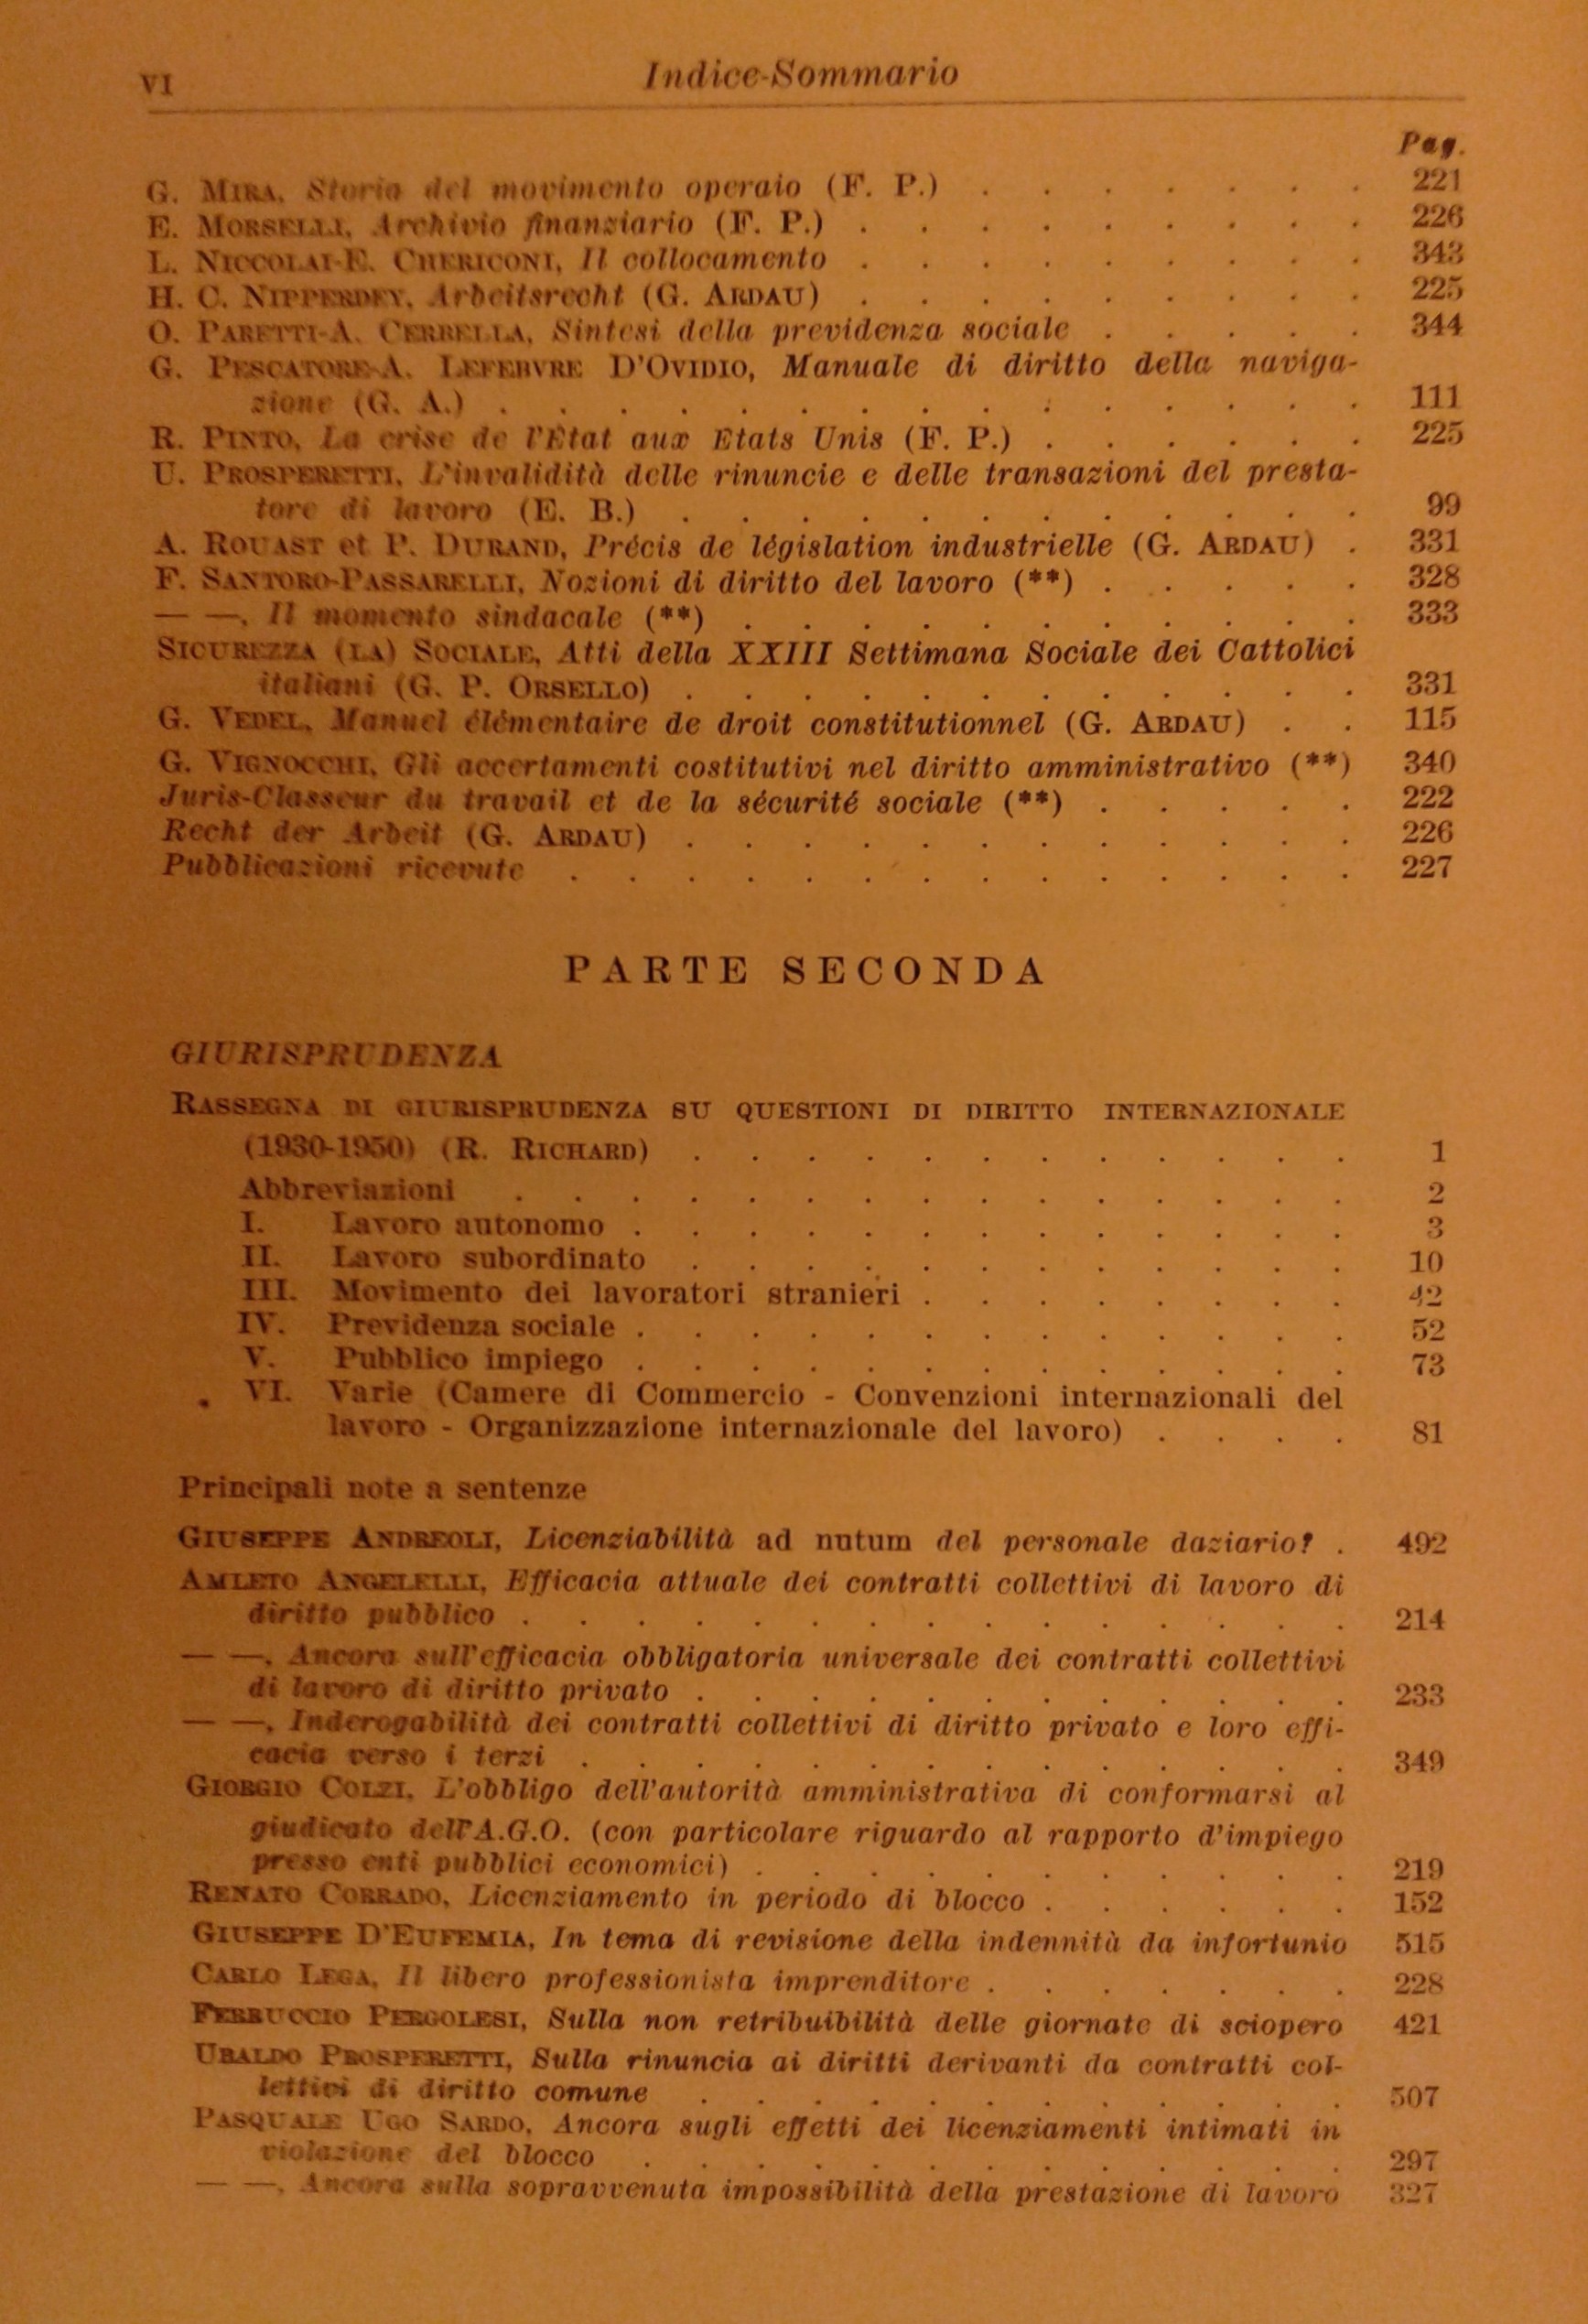 VI
Indice-Sommario
Pag.
G. MIRA, Storia del movimento operaio (F. P.) . . . . . . . 221
E. MORSELLI, Archivio finanziario (F. P.) . . . . . . . . . 226
L. NICCOLAI-E. CHERICONI, Il collocamento . . . . . . . . . 343
H. C. NIPPERDEY, Arbeitsrecht (G. ARDAU) . . . . . . . . . 225
O. PARETTI-A. CERRELLA, Sintesi della previdenza sociale . . . . . 344
G. PESCATORE-A. LEFEBVRE D'OVIDIO, Manuale di diritto della naviga-
zione (G. A.) . . . . . . . . . . . . . . . 111
R. PINTO, La crise de l'État aux Etats Unis (F. P.) . . . . . . 225
U. PROSPERETTI, L'invalidità delle rinuncie e delle transazioni del presta-
tore di lavoro (E. B.) . . . . . . . . . . . . 99
A. ROUAST et P. DURAND, Précis de législation industrielle (G. ARDAU) . 331
F. SANTORO-PASSARELLI, Nozioni di diritto del lavoro (**) . . . . . 328
— —, Il momento sindacale (**) . . . . . . . . . . . 333
SICUREZZA (LA) SOCIALE, Atti della XXIII Settimana Sociale dei Cattolici
italiani (G. P. ORSELLO) . . . . . . . . . . . . 331
G. VEDEL, Manuel élémentaire de droit constitutionnel (G. ARDAU) . . 115
G. VIGNOCCHI, Gli accertamenti costitutivi nel diritto amministrativo (**) 340
Juris-Classeur du travail et de la sécurité sociale (**) . . . . . 222
Recht der Arbeit (G. ARDAU) . . . . . . . . . . . . 226
Pubblicazioni ricevute . . . . . . . . . . . . . . 227
PARTE SECONDA
GIURISPRUDENZA
RASSEGNA DI GIURISPRUDENZA SU QUESTIONI DI DIRITTO INTERNAZIONALE
(1930-1950) (R. RICHARD) . . . . . . . . . . . . 1
Abbreviazioni . . . . . . . . . . . . . . . 2
I. Lavoro autonomo . . . . . . . . . . . . . 3
II. Lavoro subordinato . . . . . . . . . . . . 10
III. Movimento dei lavoratori stranieri . . . . . . . . 42
IV. Previdenza sociale . . . . . . . . . . . . . 52
V. Pubblico impiego . . . . . . . . . . . . . 73
VI. Varie (Camere di Commercio - Convenzioni internazionali del
lavoro - Organizzazione internazionale del lavoro) . . . . 81
Principali note a sentenze
GIUSEPPE ANDREOLI, Licenziabilità ad nutum del personale daziario? . 492
AMLETO ANGELELLI, Efficacia attuale dei contratti collettivi di lavoro di
diritto pubblico . . . . . . . . . . . . . . . 214
— —, Ancora sull'efficacia obbligatoria universale dei contratti collettivi
di lavoro di diritto privato . . . . . . . . . . . . 233
— —, Inderogabilità dei contratti collettivi di diritto privato e loro effi-
cacia verso i terzi . . . . . . . . . . . . . . 349
GIORGIO COLZI, L'obbligo dell'autorità amministrativa di conformarsi al
giudicato dell'A.G.O. (con particolare riguardo al rapporto d'impiego
presso enti pubblici economici) . . . . . . . . . . . 219
RENATO CORRADO, Licenziamento in periodo di blocco . . . . . . 152
GIUSEPPE D'EUFEMIA, In tema di revisione della indennità da infortunio 515
CARLO LEGA, Il libero professionista imprenditore . . . . . . . 228
FERRUCCIO PERGOLESI, Sulla non retribuibilità delle giornate di sciopero 421
UBALDO PROSPERETTI, Sulla rinuncia ai diritti derivanti da contratti col-
lettivi di diritto comune . . . . . . . . . . . . 507
PASQUALE UGO SARDO, Ancora sugli effetti dei licenziamenti intimati in
violazione del blocco . . . . . . . . . . . . . 297
— —, Ancora sulla sopravvenuta impossibilità della prestazione di lavoro 327